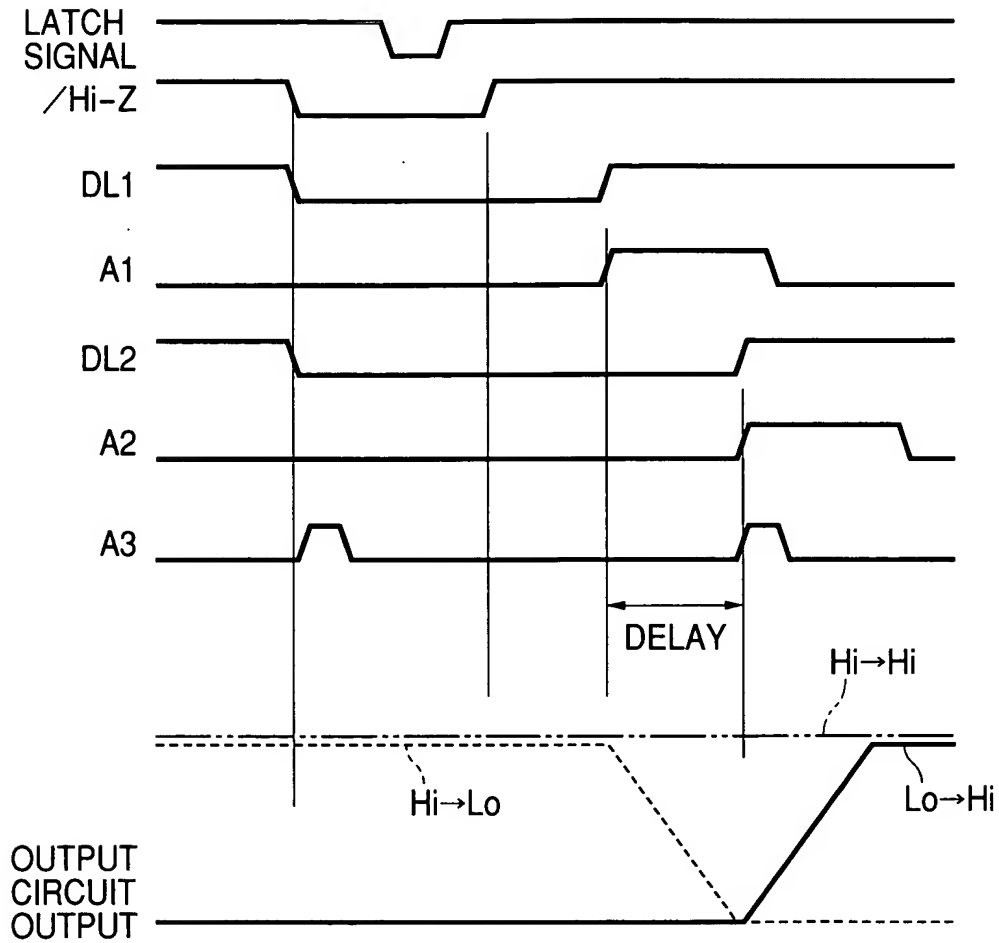 LATCH
SIGNAL
/Hi-Z
DL1
A1
DL2
A2
A3
DELAY
Hi→Hi
Hi→Lo
Lo→Hi
OUTPUT
CIRCUIT
OUTPUT